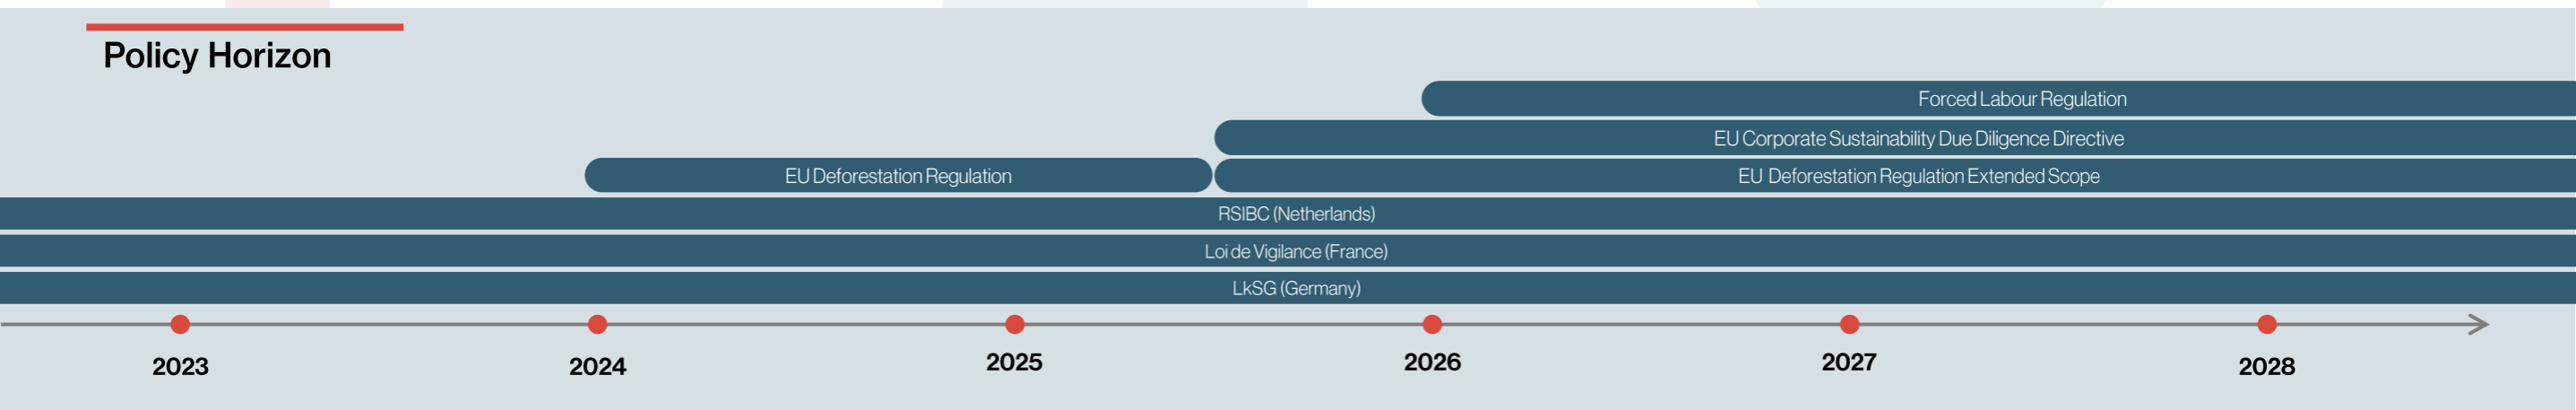 Policy Horizon
Forced Labour Regulation
EU Corporate Sustainability Due Diligence Directive
EU Deforestation Regulation
EU Deforestation Regulation Extended Scope
RSIBC (Netherlands)
Loi de Vigilance (France)
LkSG (Germany)
2023
2024
2025
2026
2027
2028